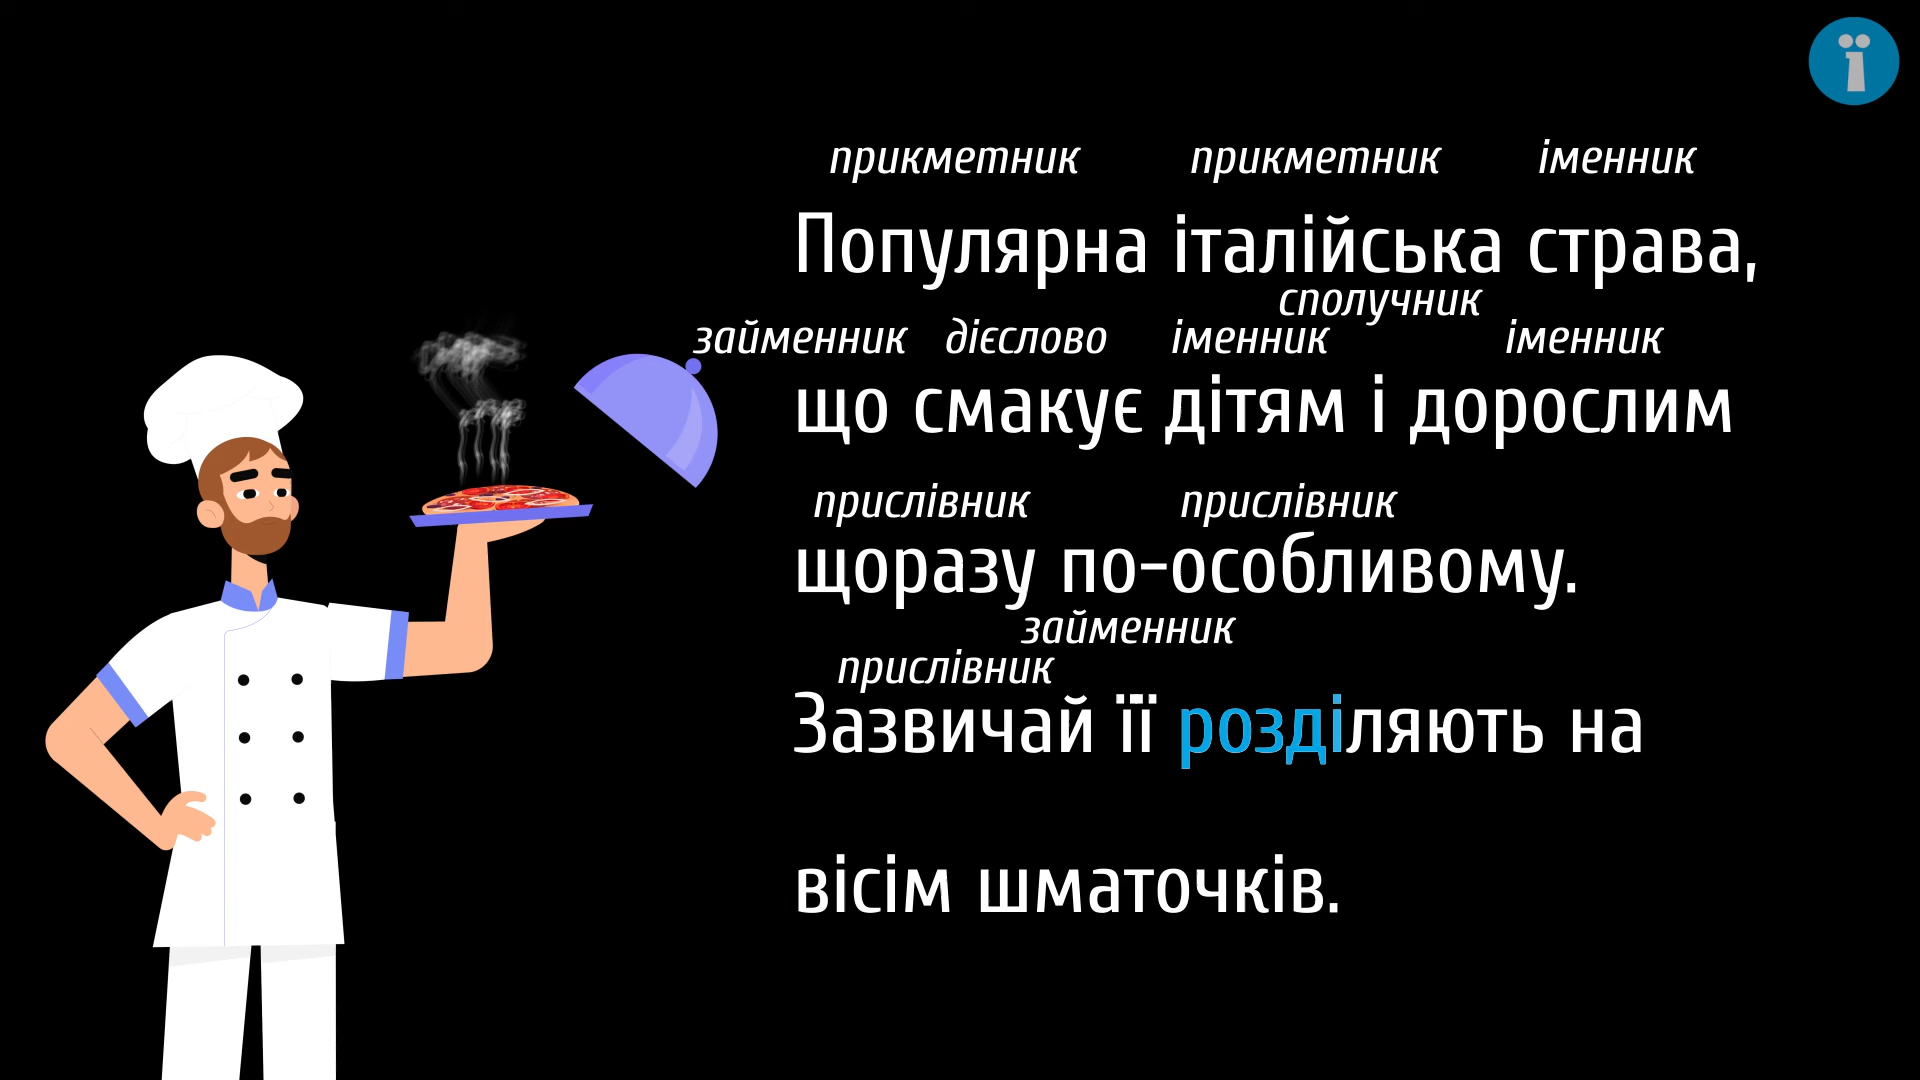 ї
прикметник прикметник іменник
Популярна італійська страва,
сполучник
займенник дієслово іменник іменник
що смакує дітям і дорослим
прислівник прислівник
щоразу по-особливому.
займенник
прислівник
Зазвичай її розділяють на
вісім шматочків.